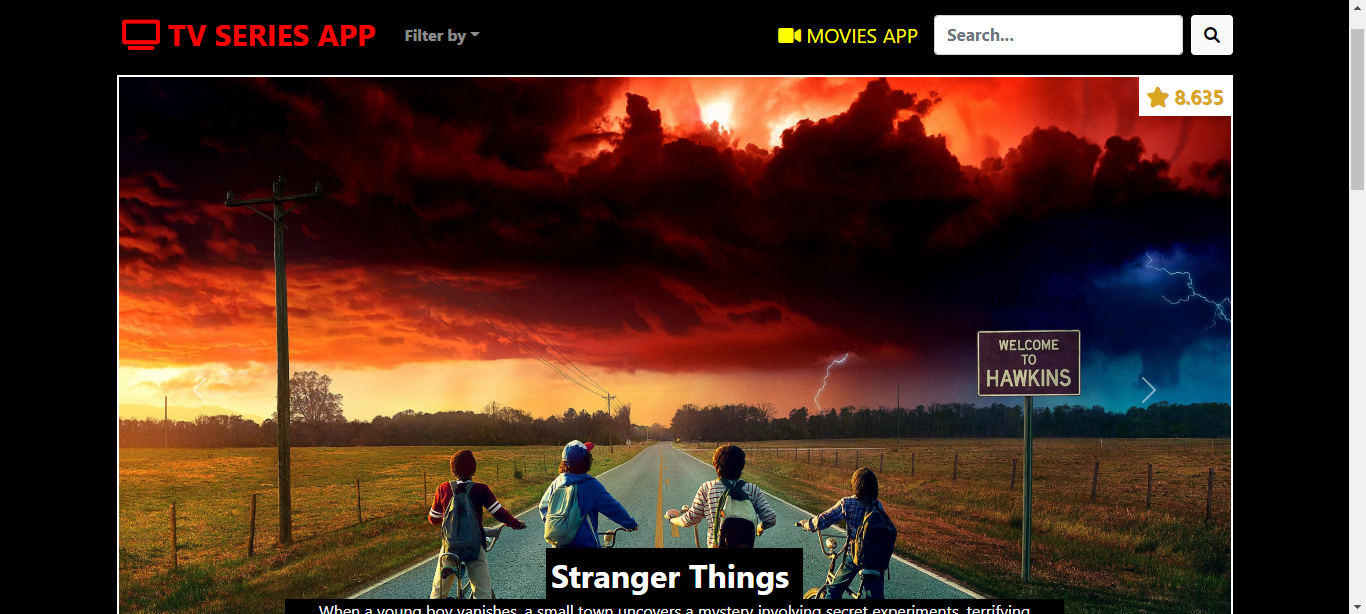 TV SERIES APP
Filter by
MOVIES APP
Search...
8.635
WELCOME
TO
HAWKINS
Stranger Things
When a young boy vanishes, a small town uncovers a mystery involving secret experiments, terrifying